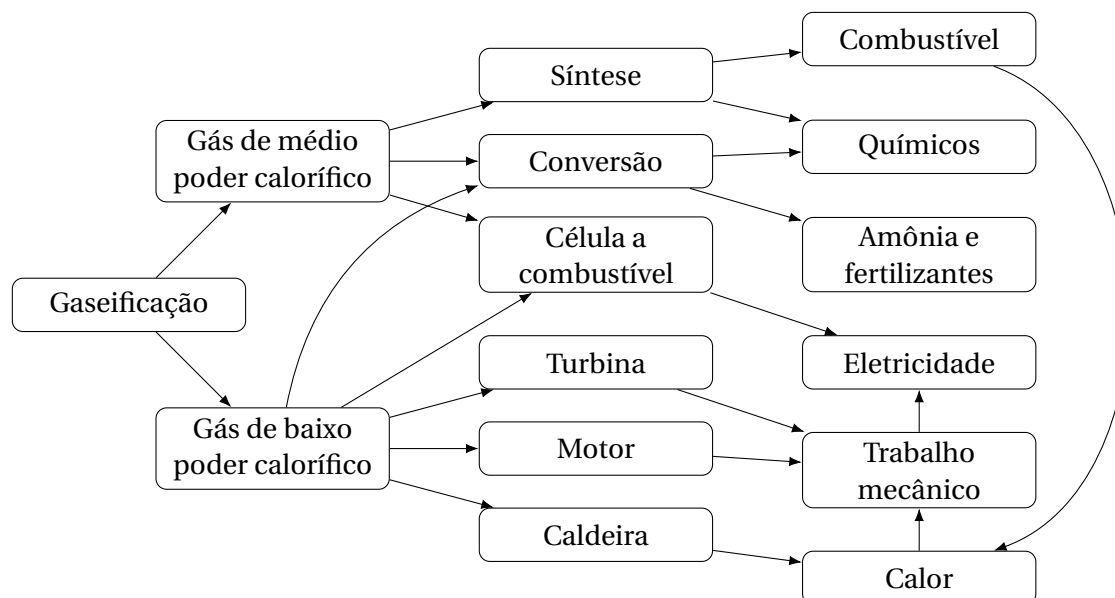 Gaseificação
Gás de médio
poder calorífico
Gás de baixo
poder calorífico
Síntese
Conversão
Célula a
combustível
Turbina
Motor
Caldeira
Combustível
Químicos
Amônia e
fertilizantes
Eletricidade
Trabalho
mecânico
Calor